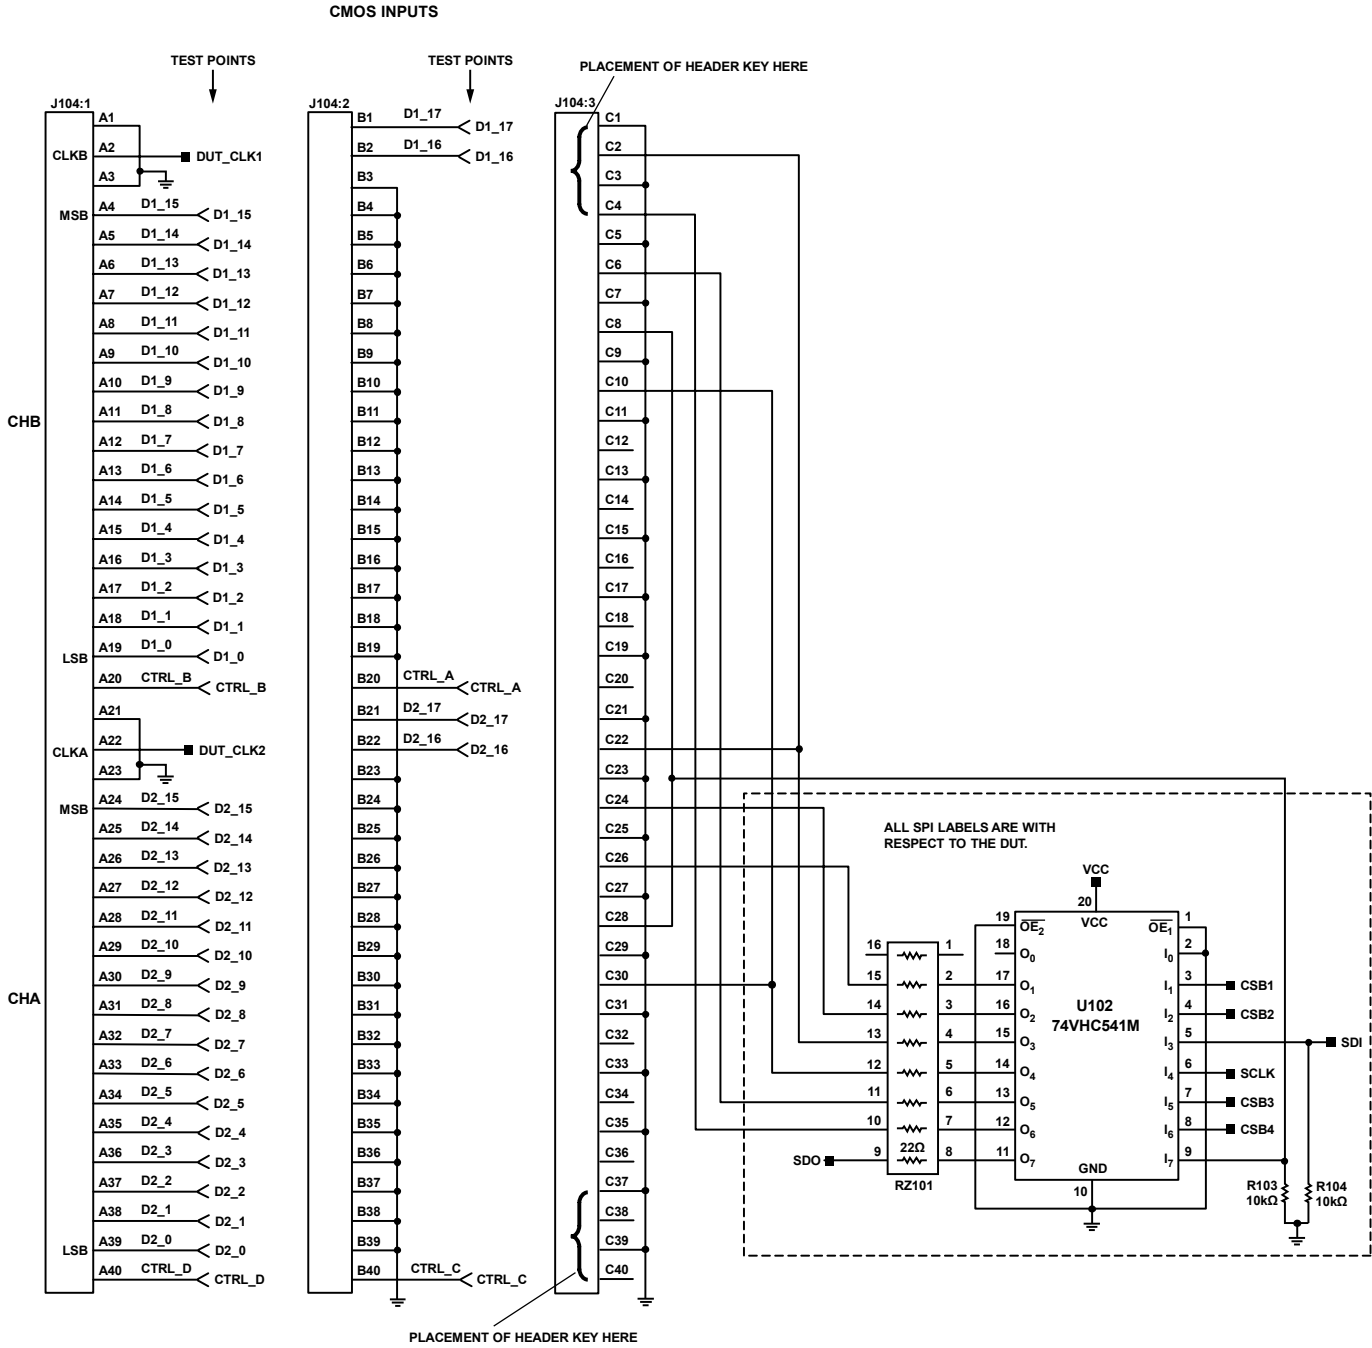 CMOS INPUTS
TEST POINTS
TEST POINTS
PLACEMENT OF HEADER KEY HERE
J104:1
J104:2
J104:3
CHB
CHA
A1
CLKB A2 DUT_CLK1
A3
MSB A4 D1_15 D1_15
A5 D1_14 D1_14
A6 D1_13 D1_13
A7 D1_12 D1_12
A8 D1_11 D1_11
A9 D1_10 D1_10
A10 D1_9 D1_9
A11 D1_8 D1_8
A12 D1_7 D1_7
A13 D1_6 D1_6
A14 D1_5 D1_5
A15 D1_4 D1_4
A16 D1_3 D1_3
A17 D1_2 D1_2
A18 D1_1 D1_1
LSB A19 D1_0 D1_0
A20 CTRL_B CTRL_B
A21
CLKA A22 DUT_CLK2
A23
MSB A24 D2_15 D2_15
A25 D2_14 D2_14
A26 D2_13 D2_13
A27 D2_12 D2_12
A28 D2_11 D2_11
A29 D2_10 D2_10
A30 D2_9 D2_9
A31 D2_8 D2_8
A32 D2_7 D2_7
A33 D2_6 D2_6
A34 D2_5 D2_5
A35 D2_4 D2_4
A36 D2_3 D2_3
A37 D2_2 D2_2
A38 D2_1 D2_1
LSB A39 D2_0 D2_0
A40 CTRL_D CTRL_D
B1 D1_17 D1_17
B2 D1_16 D1_16
B3
B4
B5
B6
B7
B8
B9
B10
B11
B12
B13
B14
B15
B16
B17
B18
B19
B20 CTRL_A CTRL_A
B21 D2_17 D2_17
B22 D2_16 D2_16
B23
B24
B25
B26
B27
B28
B29
B30
B31
B32
B33
B34
B35
B36
B37
B38
B39
B40 CTRL_C CTRL_C
C1
C2
C3
C4
C5
C6
C7
C8
C9
C10
C11
C12
C13
C14
C15
C16
C17
C18
C19
C20
C21
C22
C23
C24
C25
C26
C27
C28
C29
C30
C31
C32
C33
C34
C35
C36
C37
C38
C39
C40
PLACEMENT OF HEADER KEY HERE
ALL SPI LABELS ARE WITH
RESPECT TO THE DUT.
VCC
20
VCC
19 OE2 OE1 1
16 1 18 O0 I0 2
15 2 17 O1 I1 3 CSB1
14 3 16 O2 I2 4 CSB2
13 4 15 O3 I3 5 SDI
12 5 14 O4 I4 6 SCLK
11 6 13 O5 I5 7 CSB3
10 7 12 O6 I6 8 CSB4
SDO 9 22Ω 8 11 O7 I7 9
U102
74VHC541M
GND
10
RZ101
R103
10kΩ
R104
10kΩ